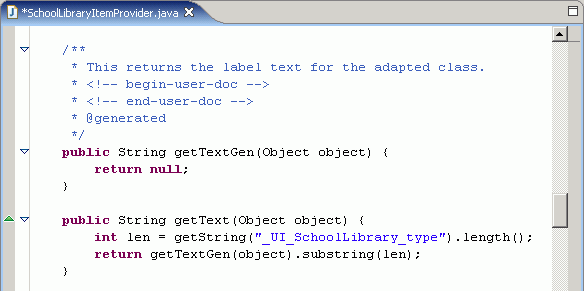 *SchoolLibraryItemProvider.java
/**
 * This returns the label text for the adapted class.
 * <!-- begin-user-doc -->
 * <!-- end-user-doc -->
 * @generated
 */
public String getTextGen(Object object) {
    return null;
}
public String getText(Object object) {
    int len = getString("_UI_SchoolLibrary_type").length();
    return getTextGen(object).substring(len);
}